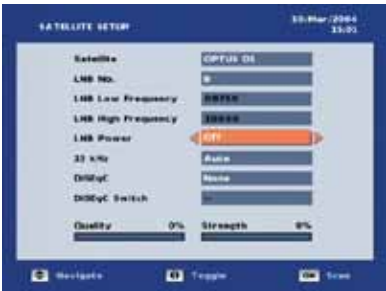 SATELLITE SETUP
10.Mar/2004
15:01
Satellite OPTUS
LNB No.
LNB Low Frequency
LNB High Frequency
LNB Power Off
22 kHz Auto
DiSEqC None
DiSEqC Switch --
Quality 0% Strength 0%
Navigate Toggle OK Scan